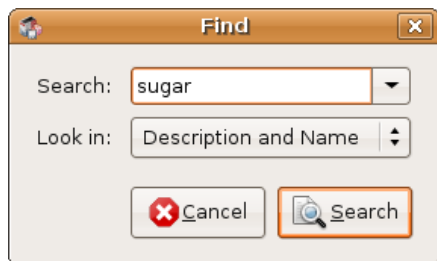 Find
Search: sugar
Look in: Description and Name
Cancel Search